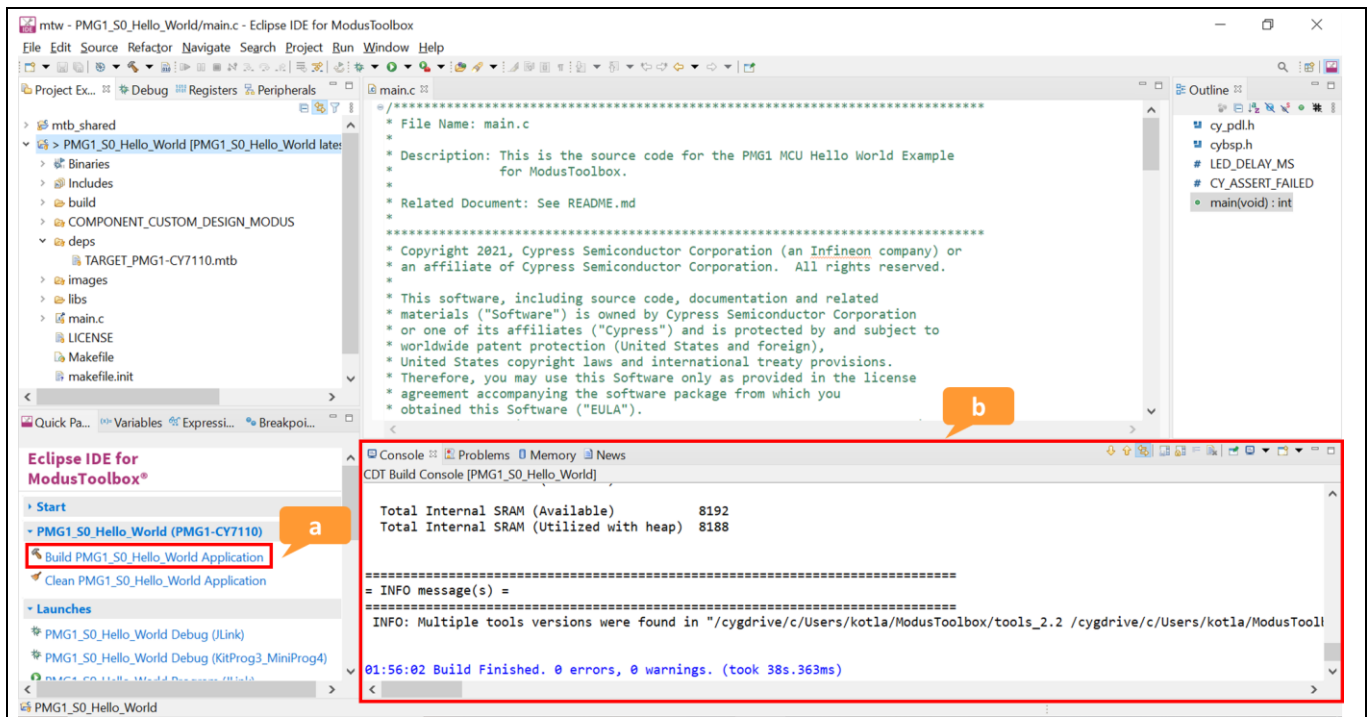 mtw - PMG1_S0_Hello_World/main.c - Eclipse IDE for ModusToolbox
File Edit Source Refactor Navigate Search Project Run Window Help
Project Ex... Debug Registers Peripherals
mtb_shared
> PMG1_S0_Hello_World [PMG1_S0_Hello_World late
Binaries
Includes
build
COMPONENT_CUSTOM_DESIGN_MODUS
deps
TARGET_PMG1-CY7110.mtb
images
libs
main.c
LICENSE
Makefile
makefile.init
main.c
/******************************************************************************
* File Name: main.c
*
* Description: This is the source code for the PMG1 MCU Hello World Example
* for ModusToolbox.
*
* Related Document: See README.md
*
*******************************************************************************
* Copyright 2021, Cypress Semiconductor Corporation (an Infineon company) or
* an affiliate of Cypress Semiconductor Corporation. All rights reserved.
*
* This software, including source code, documentation and related
* materials ("Software") is owned by Cypress Semiconductor Corporation
* or one of its affiliates ("Cypress") and is protected by and subject to
* worldwide patent protection (United States and foreign),
* United States copyright laws and international treaty provisions.
* Therefore, you may use this Software only as provided in the license
* agreement accompanying the software package from which you
* obtained this Software ("EULA").
Outline
cy_pdl.h
cybsp.h
# LED_DELAY_MS
# CY_ASSERT_FAILED
main(void) : int
Quick Pa... Variables Expressi... Breakpoi...
Eclipse IDE for
ModusToolbox®
Start
PMG1_S0_Hello_World (PMG1-CY7110)
a
Build PMG1_S0_Hello_World Application
Clean PMG1_S0_Hello_World Application
Launches
PMG1_S0_Hello_World Debug (JLink)
PMG1_S0_Hello_World Debug (KitProg3_MiniProg4)
b
Console Problems Memory News
CDT Build Console [PMG1_S0_Hello_World]
Total Internal SRAM (Available) 8192
Total Internal SRAM (Utilized with heap) 8188
==============================================================================
= INFO message(s) =
==============================================================================
INFO: Multiple tools versions were found in "/cygdrive/c/Users/kotla/ModusToolbox/tools_2.2 /cygdrive/c/Users/kotla/ModusTool
01:56:02 Build Finished. 0 errors, 0 warnings. (took 38s.363ms)
PMG1_S0_Hello_World